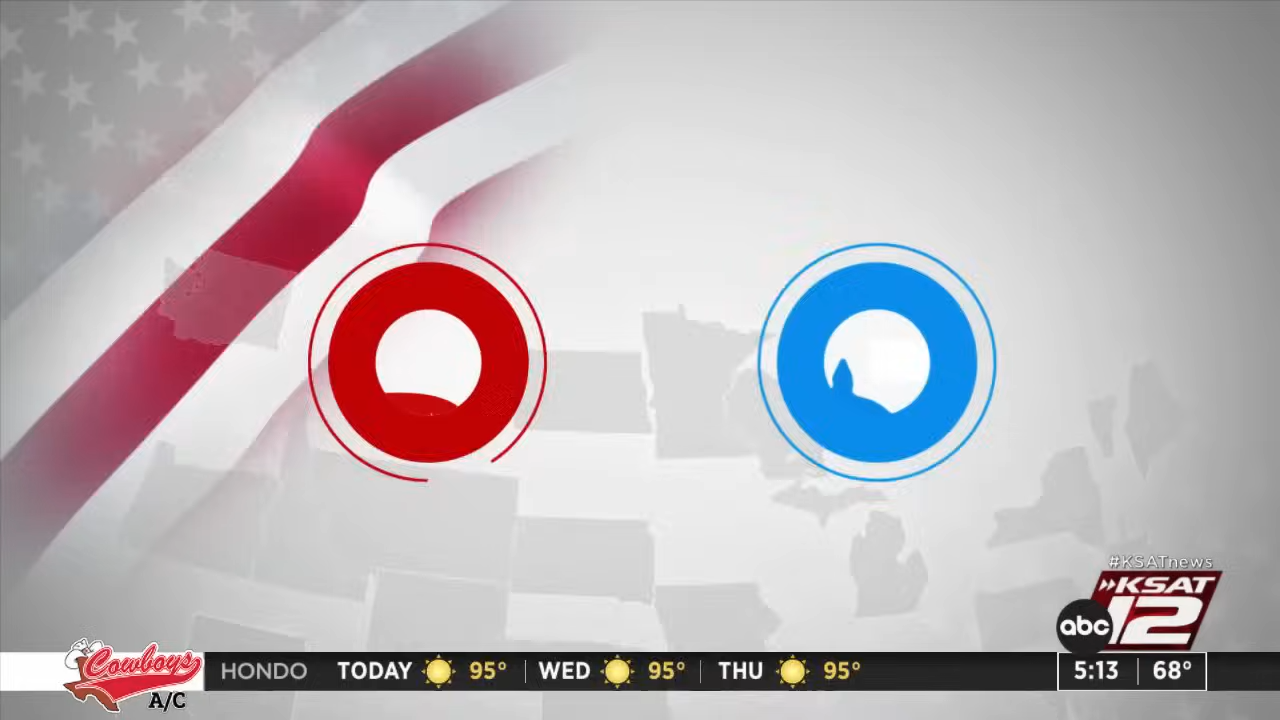 #KSATnews
KSAT
abc 12
Cowboys
A/C
HONDO TODAY 95° WED 95° THU 95° 5:13 68°